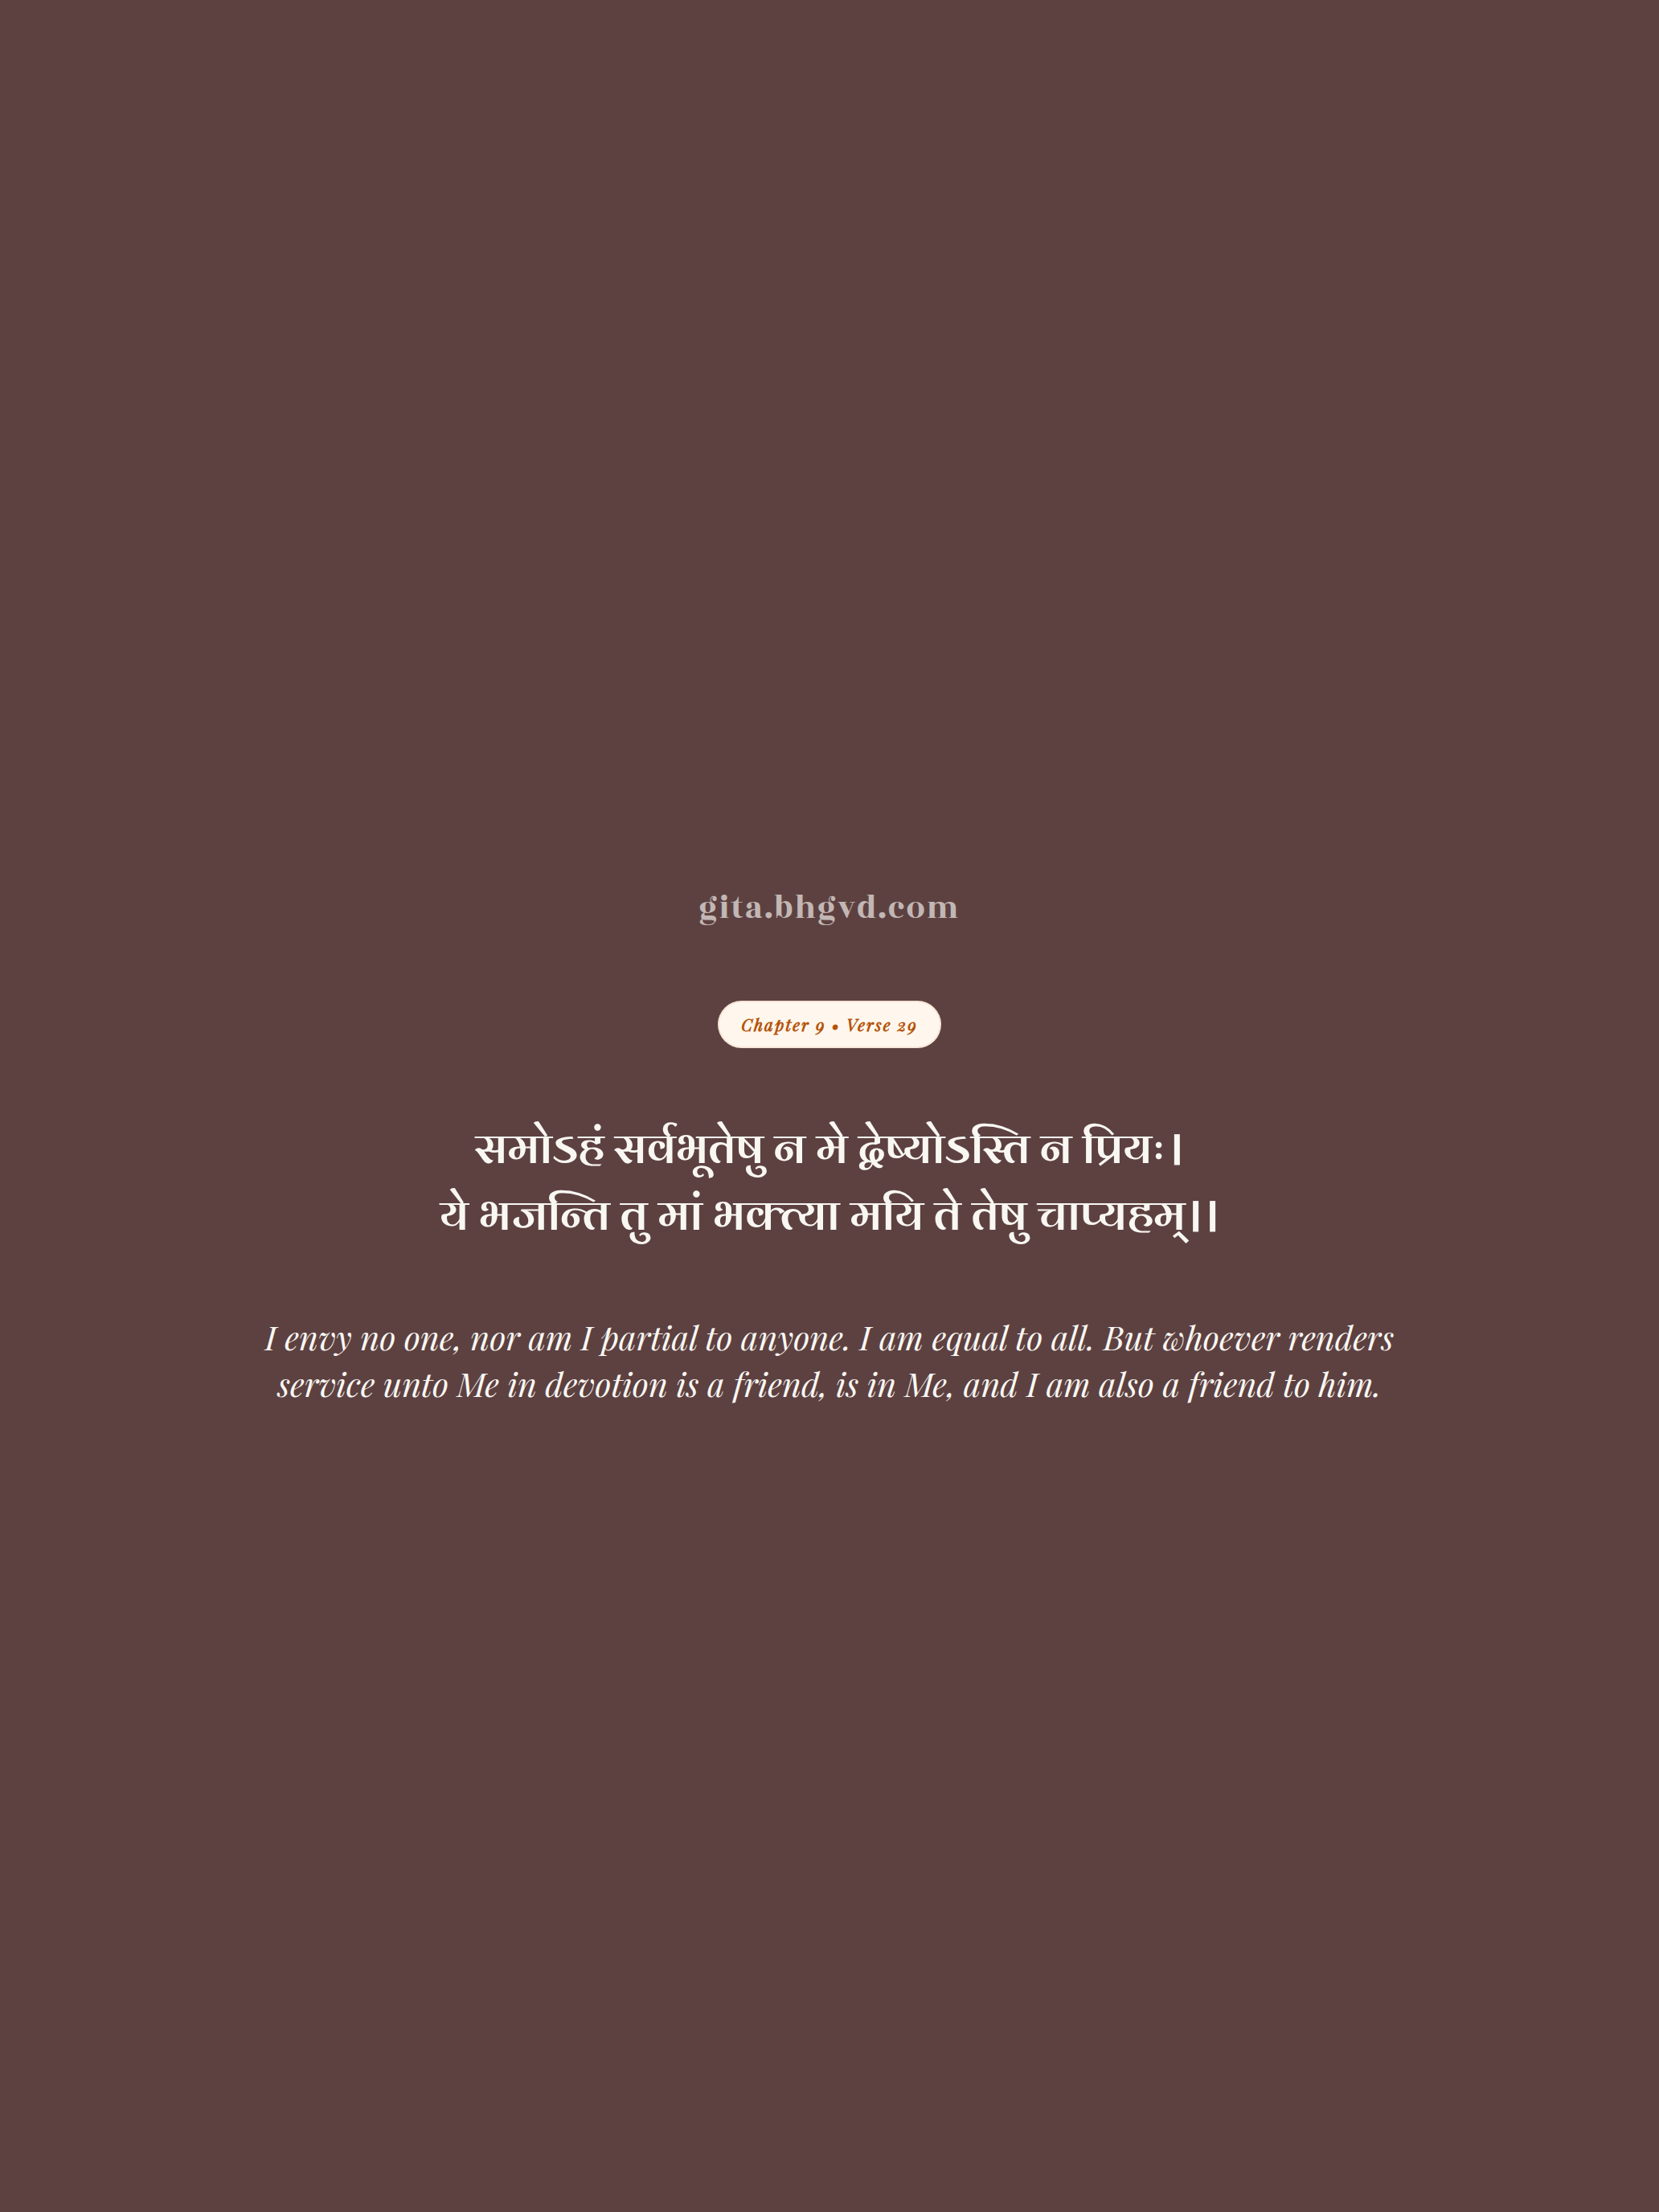 gita.bhgvd.com
Chapter 9 • Verse 29
समोऽहं सर्वभूतेषु न मे द्वेष्योऽस्ति न प्रियः।
ये भजन्ति तु मां भक्त्या मयि ते तेषु चाप्यहम्।।
I envy no one, nor am I partial to anyone. I am equal to all. But whoever renders
service unto Me in devotion is a friend, is in Me, and I am also a friend to him.